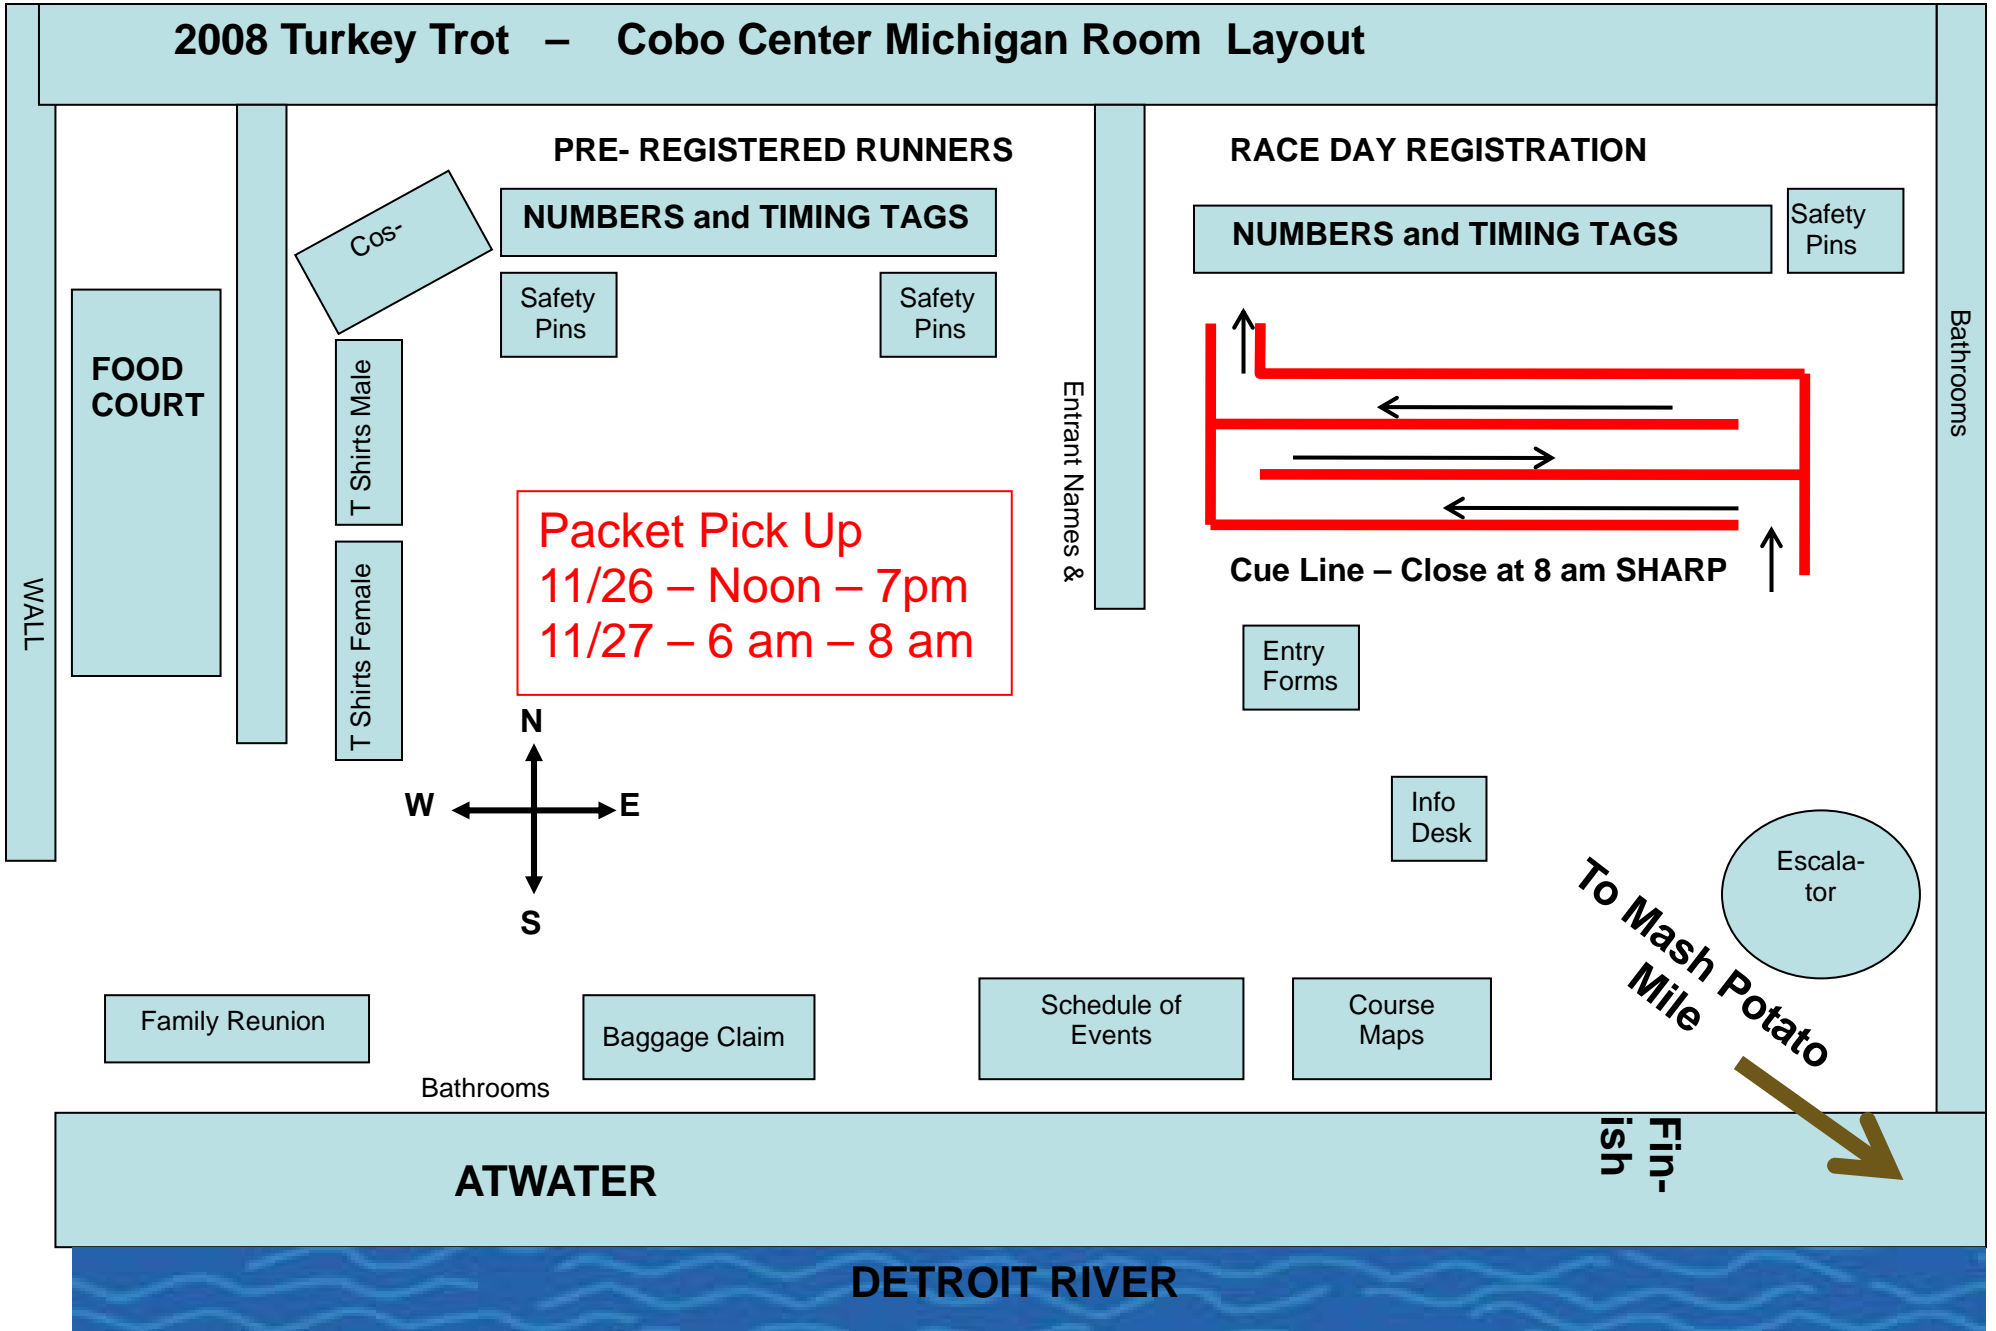 2008 Turkey Trot – Cobo Center Michigan Room Layout
PRE- REGISTERED RUNNERS
RACE DAY REGISTRATION
NUMBERS and TIMING TAGS
NUMBERS and TIMING TAGS
Safety
Pins
Cos-
Safety
Pins
Safety
Pins
FOOD
COURT
T Shirts Male
Entrant Names &
Bathrooms
Packet Pick Up
11/26 – Noon – 7pm
11/27 – 6 am – 8 am
Cue Line – Close at 8 am SHARP
WALL
T Shirts Female
Entry
Forms
N
W
E
S
Info
Desk
Escala-
tor
To Mash Potato
Mile
Family Reunion
Baggage Claim
Schedule of
Events
Course
Maps
Bathrooms
Fin-
ish
ATWATER
DETROIT RIVER